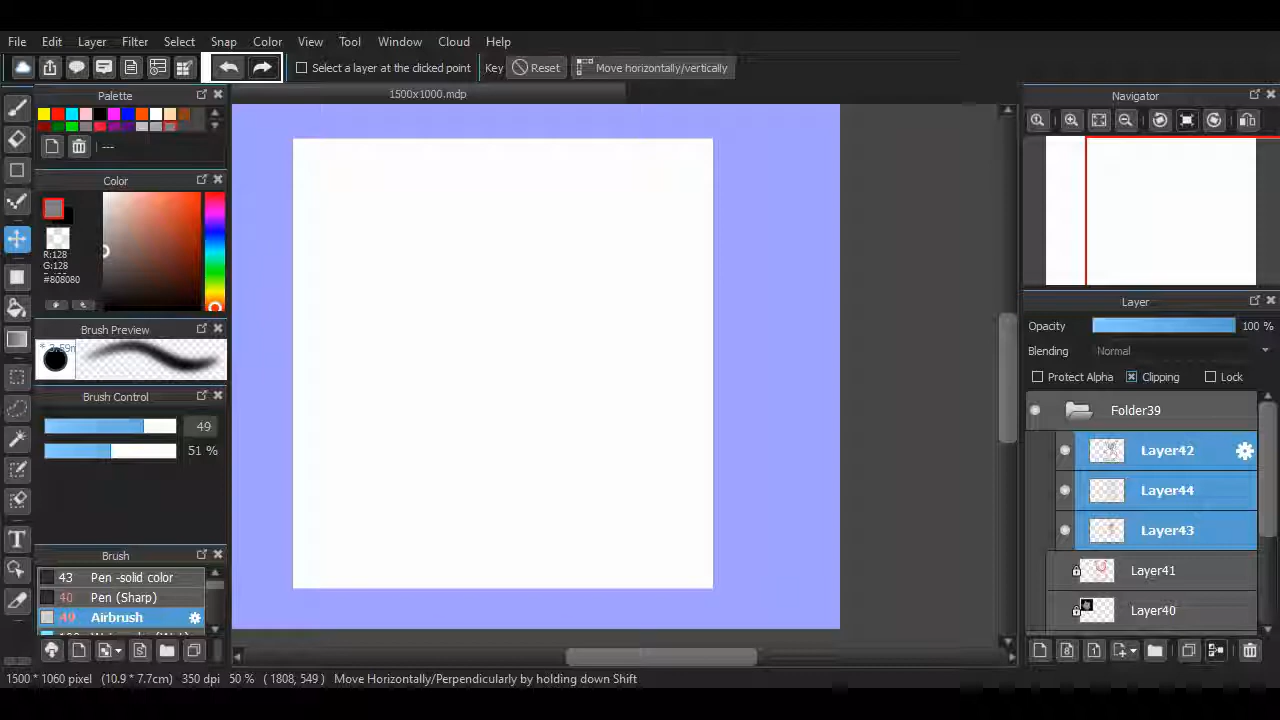 File Edit Layer Filter Select Snap Color View Tool Window Cloud Help
Select a layer at the clicked point Key Reset Move horizontally/vertically
Palette
1500x1000.mdp
Navigator
---
Color
R:128
G:128
#808080
Layer
Opacity 100 %
Brush Preview
Blending Normal
Protect Alpha Clipping Lock
Brush Control
49
51 %
Folder39
Layer42
Layer44
Layer43
Layer41
Layer40
Brush
43 Pen -solid color
40 Pen (Sharp)
49 Airbrush
1500 * 1060 pixel (10.9 * 7.7cm) 350 dpi 50 % ( 1808, 549 ) Move Horizontally/Perpendicularly by holding down Shift